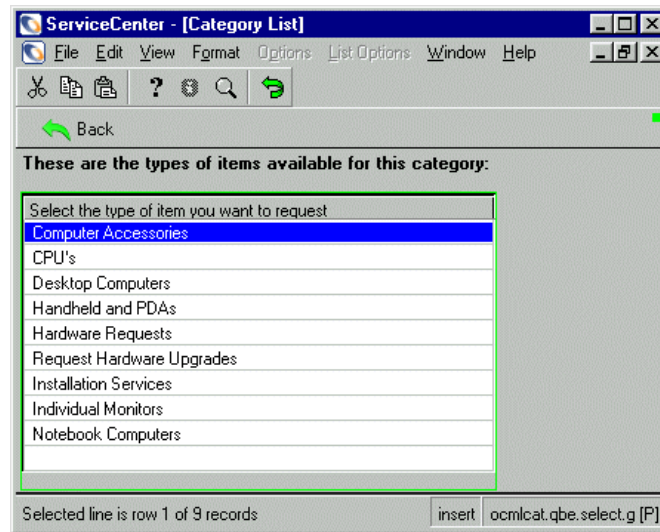 ServiceCenter - [Category List]
File Edit View Format Options List Options Window Help
Back
These are the types of items available for this category:
Select the type of item you want to request
Computer Accessories
CPU's
Desktop Computers
Handheld and PDAs
Hardware Requests
Request Hardware Upgrades
Installation Services
Individual Monitors
Notebook Computers
Selected line is row 1 of 9 records insert ocmlcat.qbe.select.g [P]